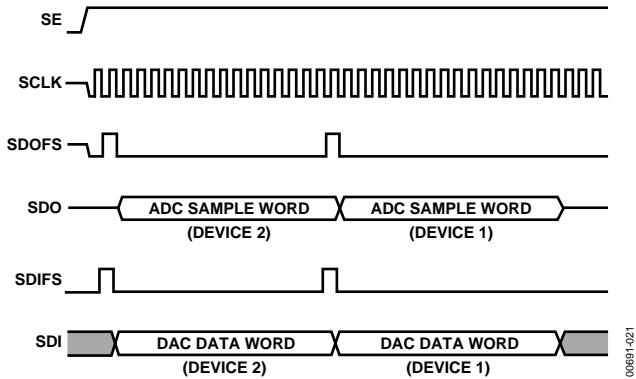 SE
SCLK
SDOFS
SDO
ADC SAMPLE WORD
ADC SAMPLE WORD
(DEVICE 2)
(DEVICE 1)
SDIFS
SDI
DAC DATA WORD
DAC DATA WORD
(DEVICE 2)
(DEVICE 1)
00691-021